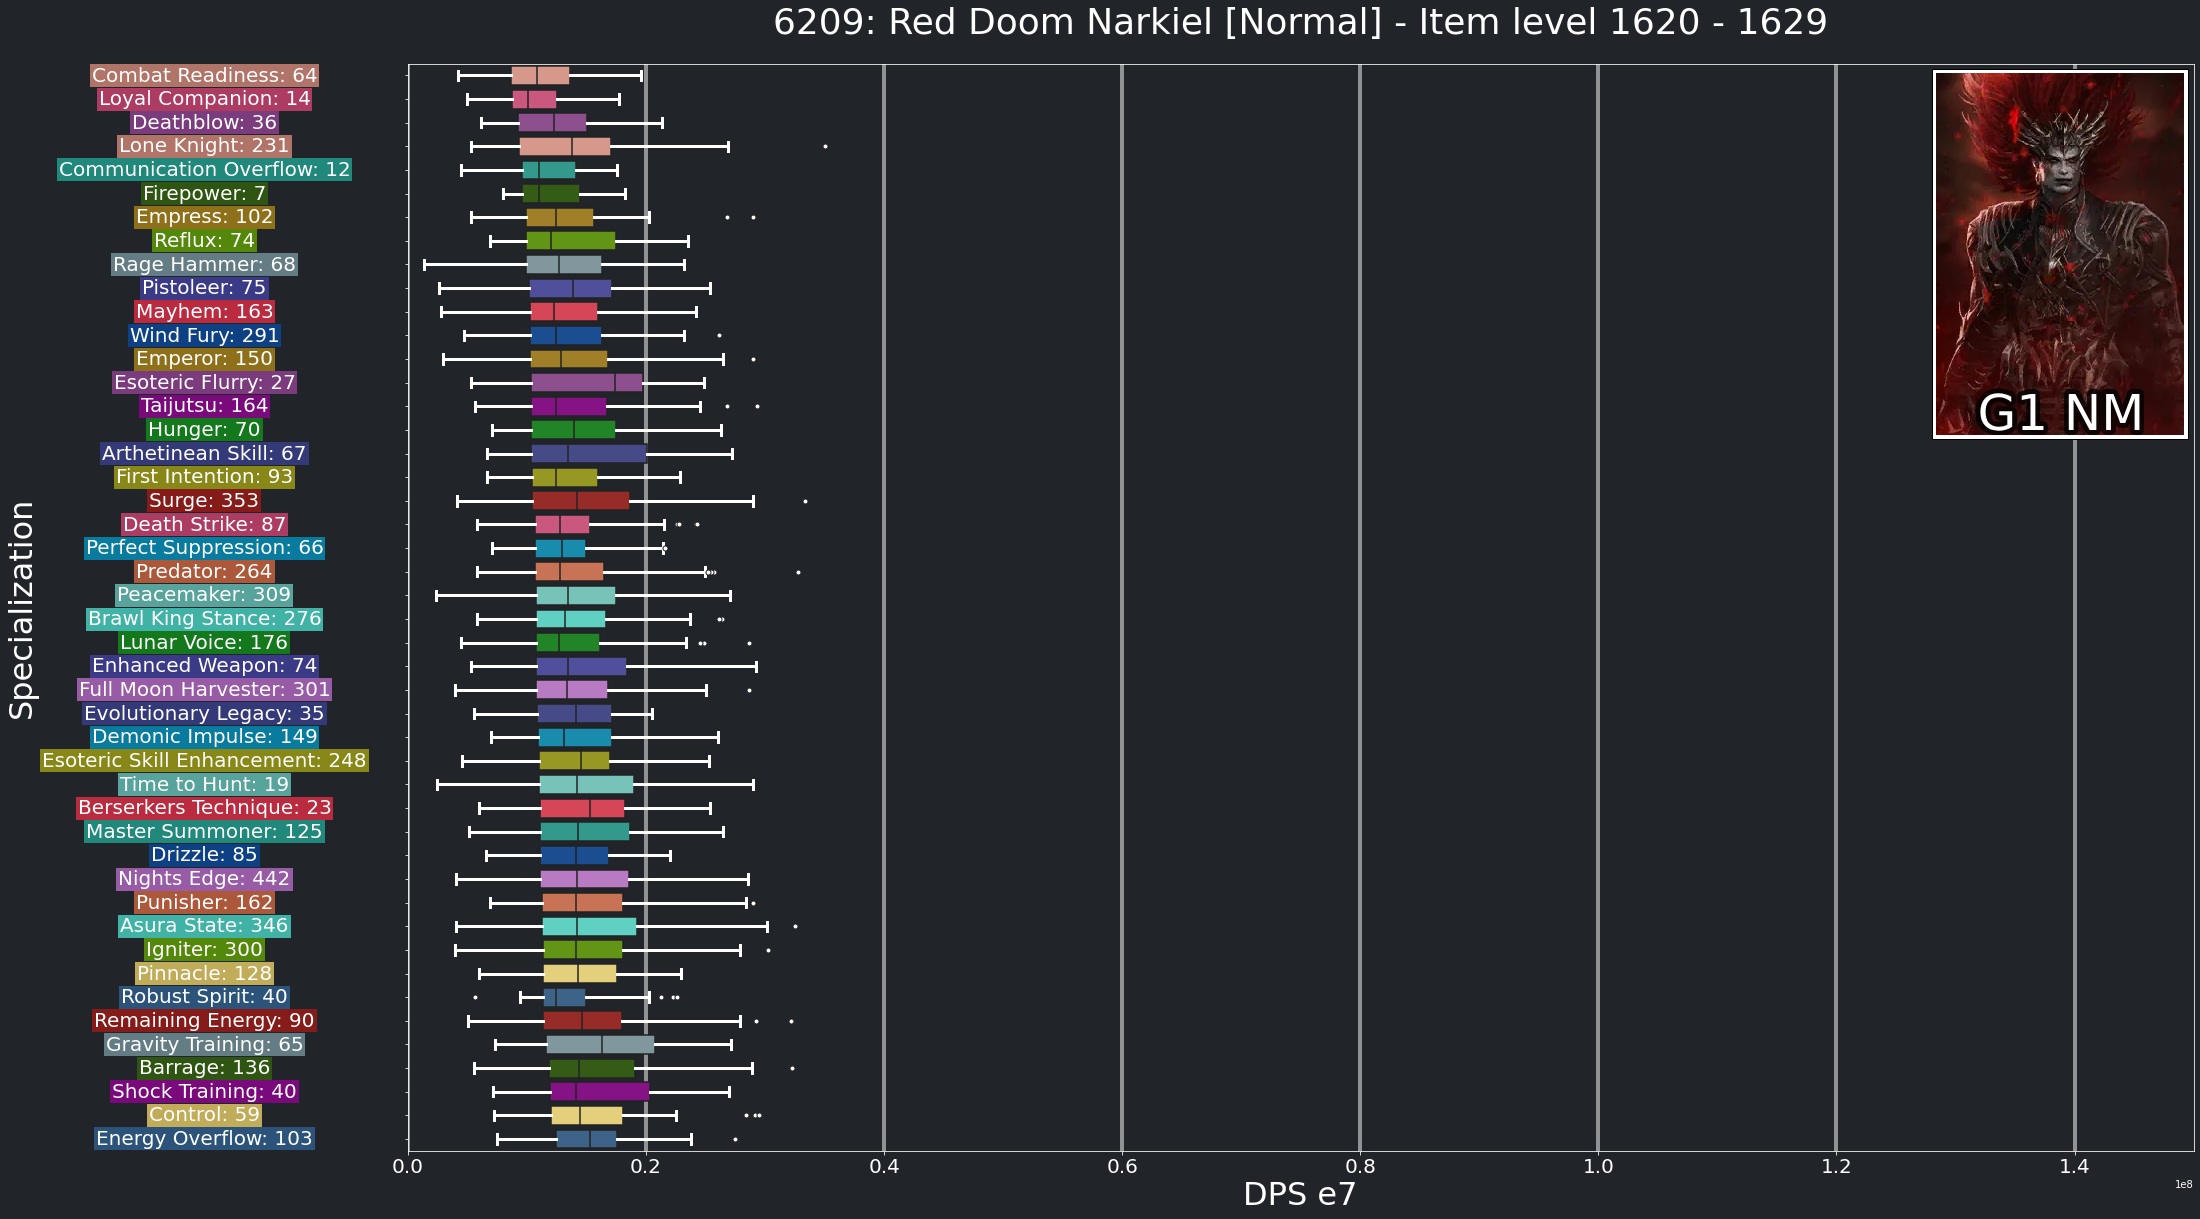 6209: Red Doom Narkiel [Normal] - Item level 1620 - 1629
Combat Readiness: 64
Loyal Companion: 14
Deathblow: 36
Lone Knight: 231
Communication Overflow: 12
Firepower: 7
Empress: 102
Reflux: 74
Rage Hammer: 68
Pistoleer: 75
Mayhem: 163
Wind Fury: 291
Emperor: 150
Esoteric Flurry: 27
Taijutsu: 164
Hunger: 70
Arthetinean Skill: 67
First Intention: 93
Surge: 353
Death Strike: 87
Perfect Suppression: 66
Predator: 264
Peacemaker: 309
Brawl King Stance: 276
Lunar Voice: 176
Enhanced Weapon: 74
Full Moon Harvester: 301
Evolutionary Legacy: 35
Demonic Impulse: 149
Esoteric Skill Enhancement: 248
Time to Hunt: 19
Berserkers Technique: 23
Master Summoner: 125
Drizzle: 85
Nights Edge: 442
Punisher: 162
Asura State: 346
Igniter: 300
Pinnacle: 128
Robust Spirit: 40
Remaining Energy: 90
Gravity Training: 65
Barrage: 136
Shock Training: 40
Control: 59
Energy Overflow: 103
Specialization
G1 NM
0.0 0.2 0.4 0.6 0.8 1.0 1.2 1.4
1e8
DPS e7